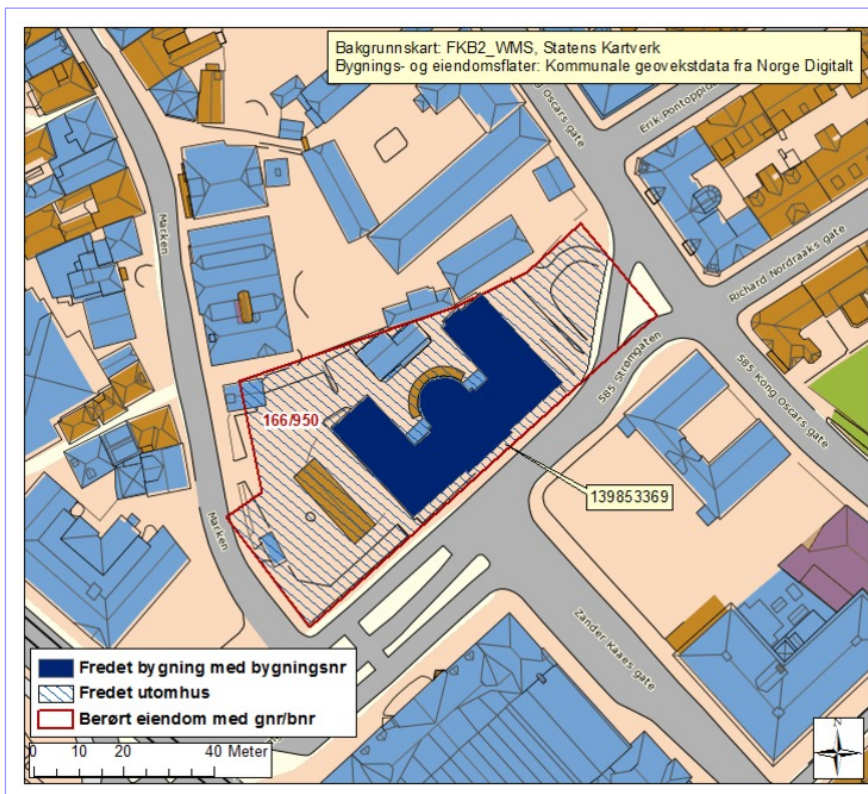 Bakgrunnskart: FKB2_WMS, Statens Kartverk
Bygnings- og eiendomsflater: Kommunale geovekstdata fra Norge Digitalt
Oscars gate
Erik Pontoppid
Marken
Richard Nordraaks gate
585 Strømgaten
585 Kong Oscars gate
166/950
139853369
Marken
Zander Kaaes gate
Fredet bygning med bygningsnr
Fredet utomhus
Berørt eiendom med gnr/bnr
0 10 20 40 Meter
N